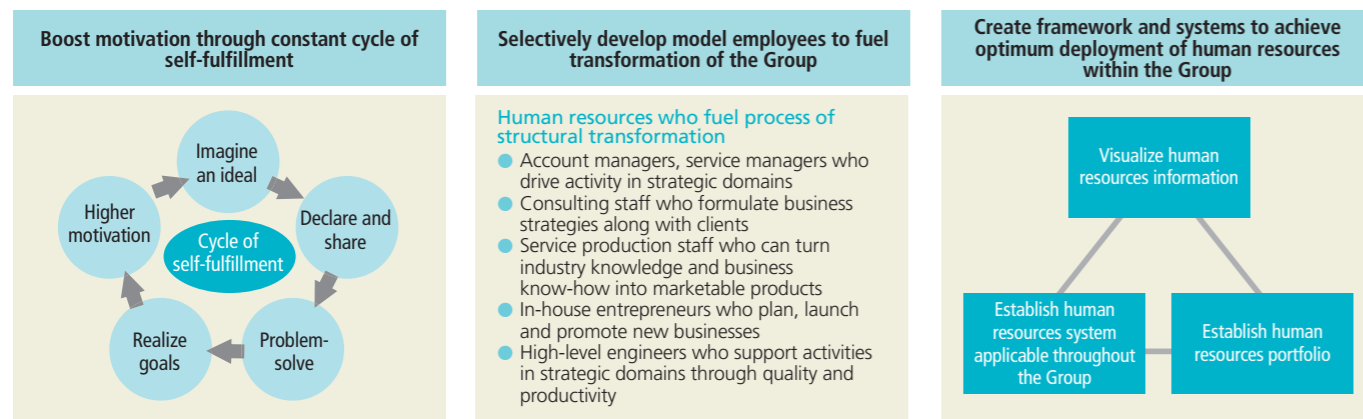 Boost motivation through constant cycle of
self-fulfillment
Imagine
an ideal
Declare and
share
Problem-
solve
Realize
goals
Higher
motivation
Cycle of
self-fulfillment
Selectively develop model employees to fuel
transformation of the Group
Human resources who fuel process of
structural transformation
● Account managers, service managers who
drive activity in strategic domains
● Consulting staff who formulate business
strategies along with clients
● Service production staff who can turn
industry knowledge and business
know-how into marketable products
● In-house entrepreneurs who plan, launch
and promote new businesses
● High-level engineers who support activities
in strategic domains through quality and
productivity
Create framework and systems to achieve
optimum deployment of human resources
within the Group
Visualize human
resources information
Establish human
resources system
applicable throughout
the Group
Establish human
resources portfolio